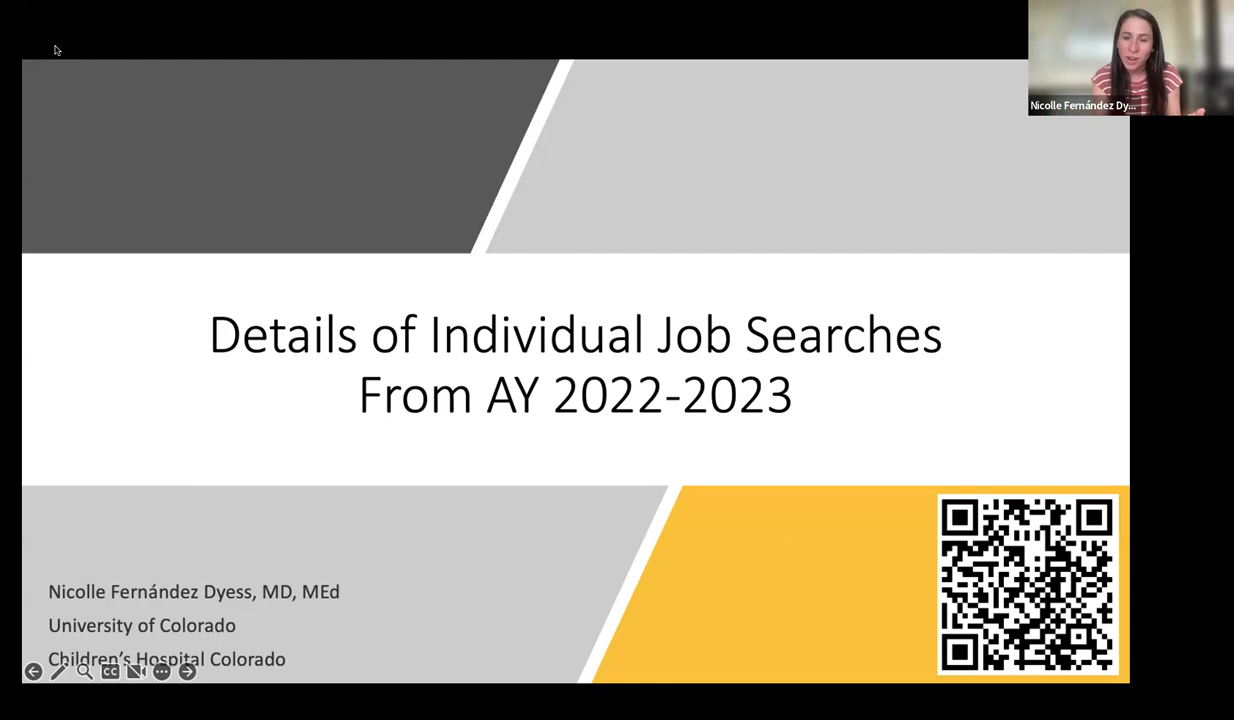 Nicolle Fernández Dy...
Details of Individual Job Searches
From AY 2022-2023
Nicolle Fernández Dyess, MD, MEd
University of Colorado
Children's Hospital Colorado
CC